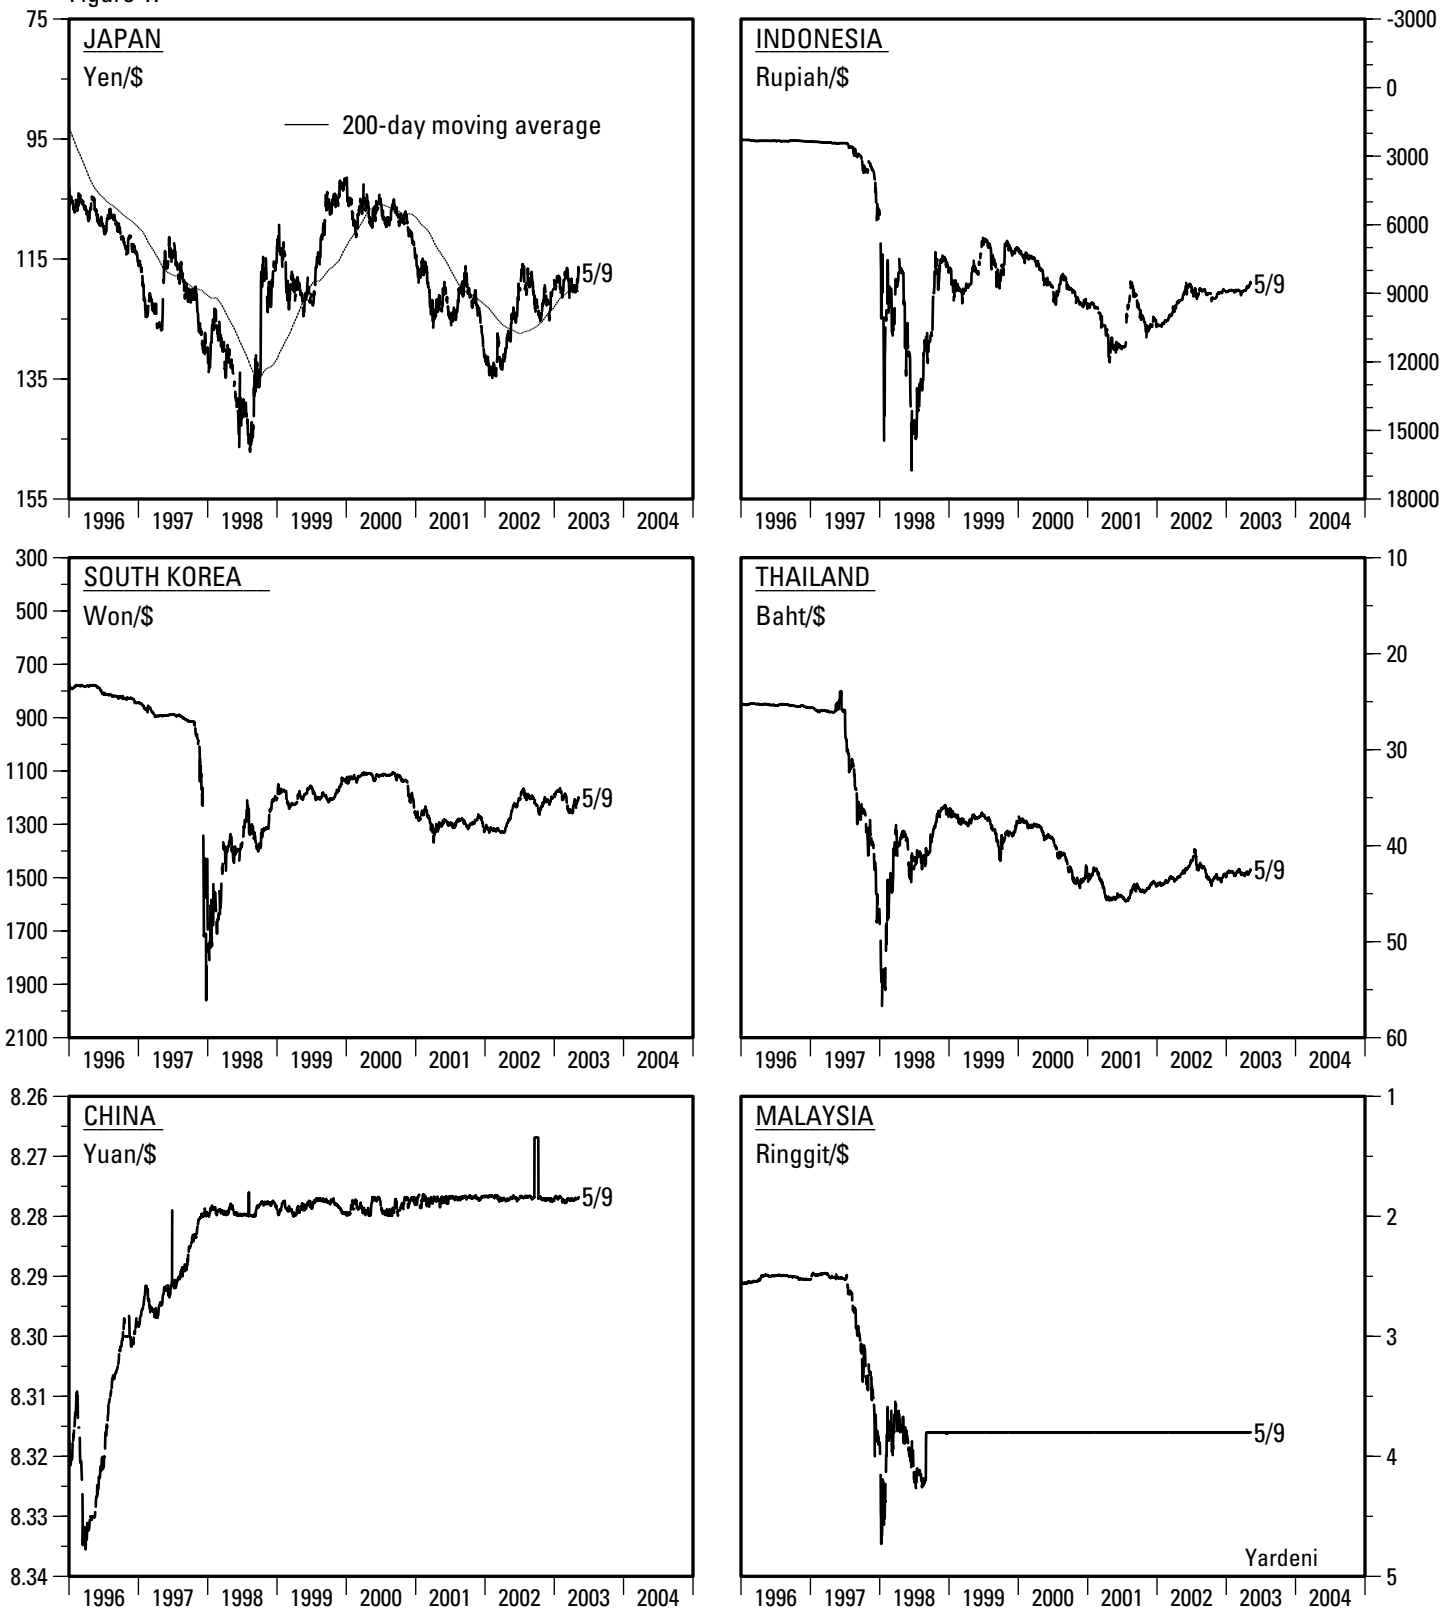 Figure 1.
JAPAN
Yen/$
200-day moving average
5/9
75
95
115
135
155
1996 1997 1998 1999 2000 2001 2002 2003 2004
INDONESIA
Rupiah/$
5/9
-3000
0
3000
6000
9000
12000
15000
18000
1996 1997 1998 1999 2000 2001 2002 2003 2004
SOUTH KOREA
Won/$
5/9
300
500
700
900
1100
1300
1500
1700
1900
2100
1996 1997 1998 1999 2000 2001 2002 2003 2004
THAILAND
Baht/$
5/9
10
20
30
40
50
60
1996 1997 1998 1999 2000 2001 2002 2003 2004
CHINA
Yuan/$
5/9
8.26
8.27
8.28
8.29
8.30
8.31
8.32
8.33
8.34
1996 1997 1998 1999 2000 2001 2002 2003 2004
MALAYSIA
Ringgit/$
5/9
1
2
3
4
5
Yardeni
1996 1997 1998 1999 2000 2001 2002 2003 2004